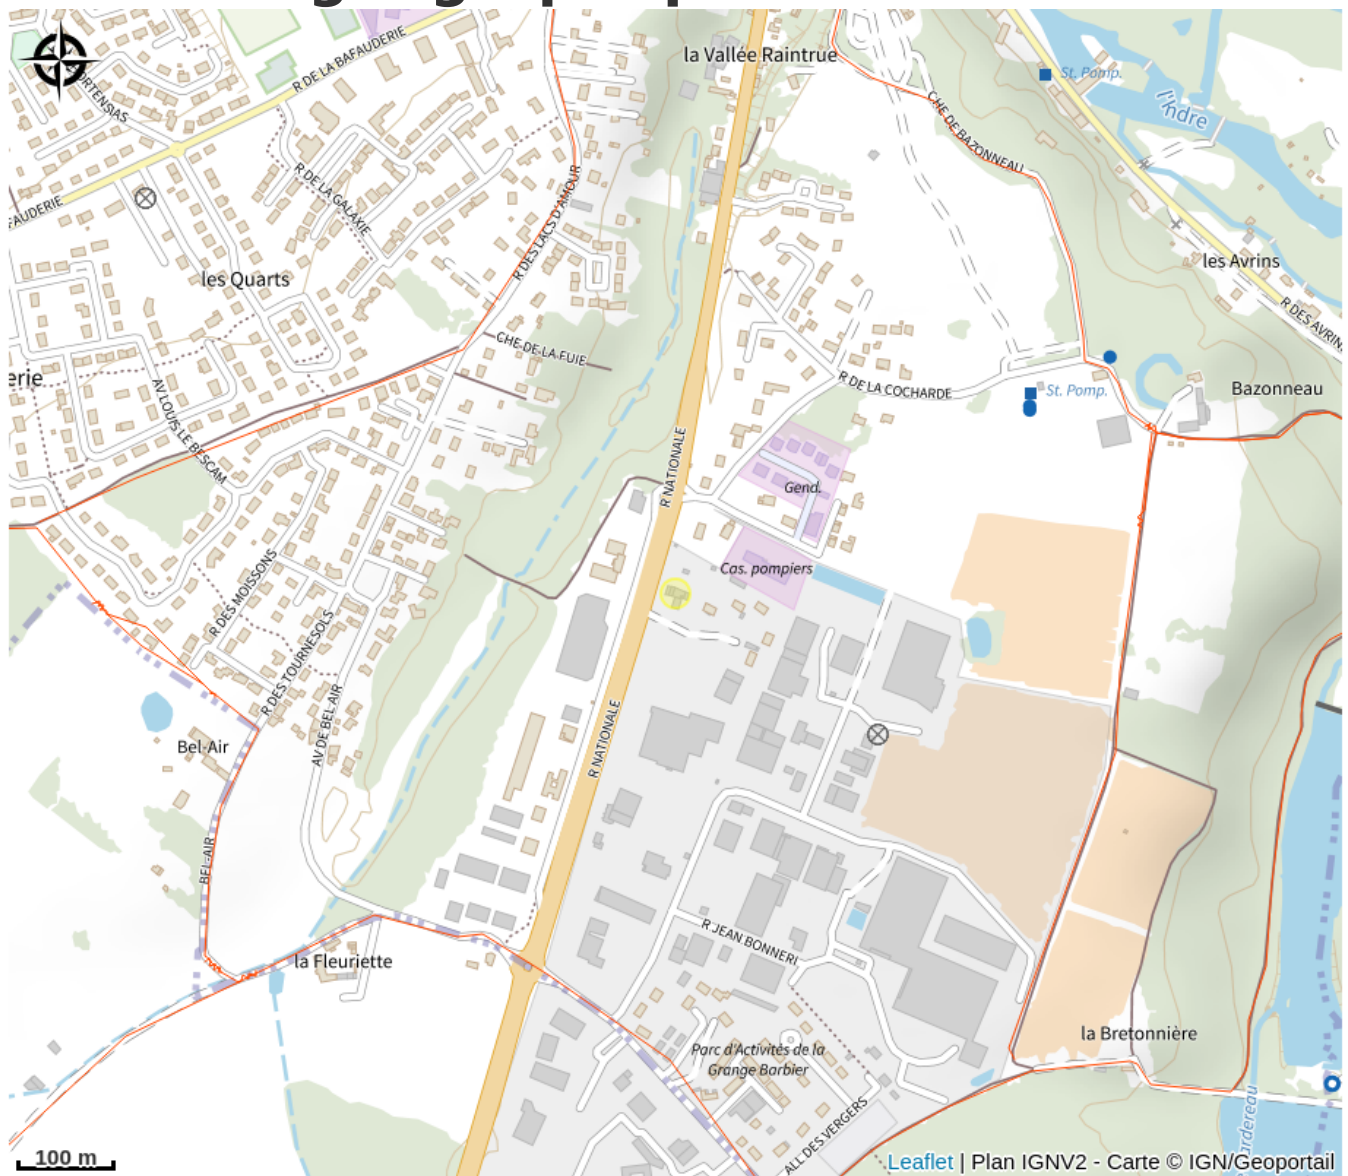 la Vallée Raintrue
R DE LA BAFAUDERIE
St. Pomp.
l'Indre
CHE DE BAZONNEAU
R DE LA GALAXIE
R DES LACS D'AMOUR
les Quarts
les Avrins
R DES AVRINS
CHE DE LA FUIE
erie
R DE LA COCHARDE
St. Pomp.
Bazonneau
AV LOUIS LE BESCAM
R NATIONALE
Gend.
Cas. pompiers
R DES MOISSONS
R DES TOURNESOLS
AV DE BEL AIR
Bel-Air
R NATIONALE
BEL-AIR
R JEAN BONNERI
la Fleuriette
la Bretonnière
Parc d'Activités de la
Grange Barbier
ALL DES VERGERS
100 m
Leaflet | Plan IGNV2 - Carte © IGN/Geoportail